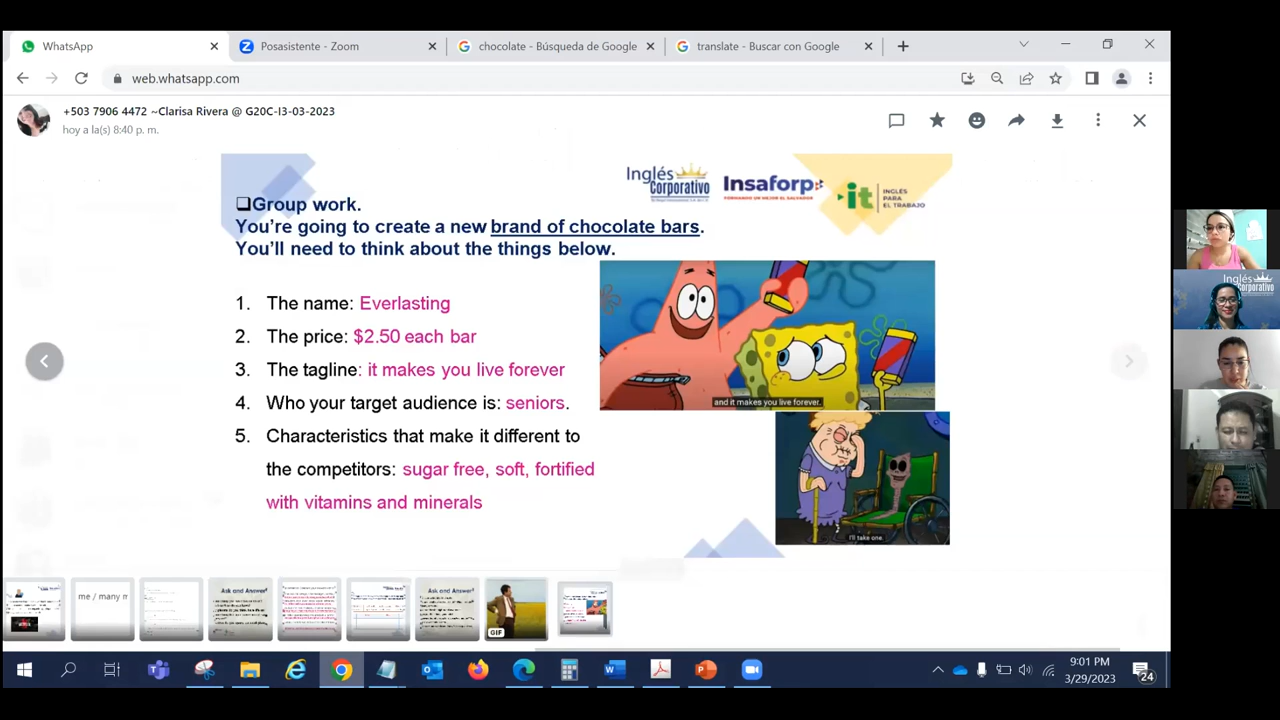 WhatsApp
Posasistente - Zoom
chocolate - Búsqueda de Google
translate - Buscar con Google
web.whatsapp.com
+503 7906 4472 ~Clarisa Rivera @ G20C-I3-03-2023
hoy a la(s) 8:40 p. m.
Inglés
Corporativo
Insaforp
it
INGLÉS
PARA
EL TRABAJO
❑Group work.
You're going to create a new brand of chocolate bars.
You'll need to think about the things below.
1. The name: Everlasting
2. The price: $2.50 each bar
3. The tagline: it makes you live forever
4. Who your target audience is: seniors.
5. Characteristics that make it different to
the competitors: sugar free, soft, fortified
with vitamins and minerals
and it makes you live forever.
I'll take one.
Inglés
Corporativo
me / many
Ask and Answer
Ask and Answer
GIF
9:01 PM
3/29/2023
24